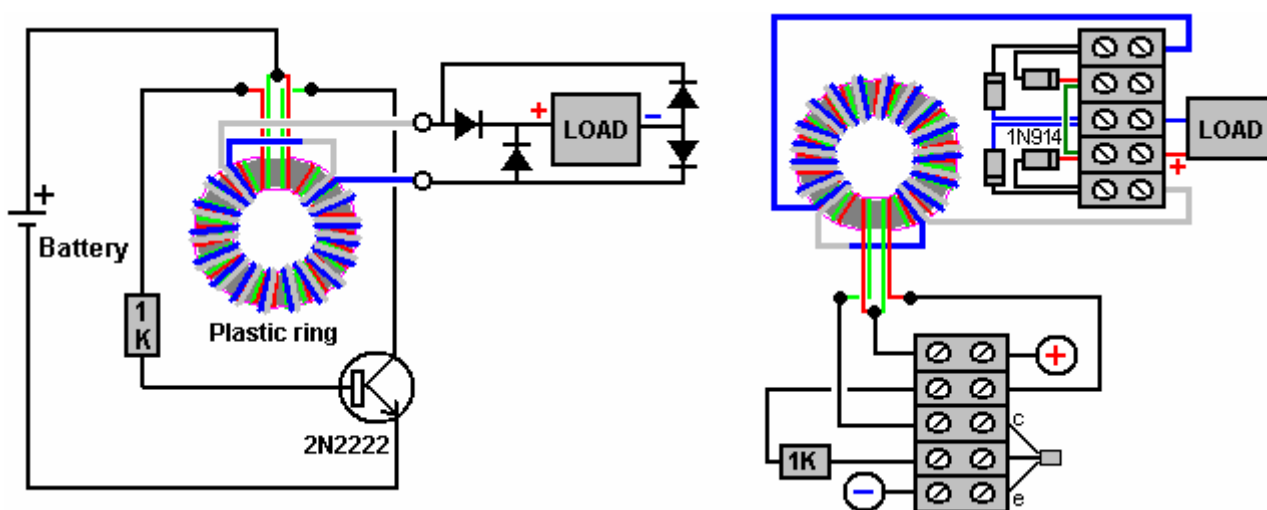 +
Battery
1
K
Plastic ring
2N2222
+
LOAD
-
1N914
LOAD
+
+
c
1K
-
e